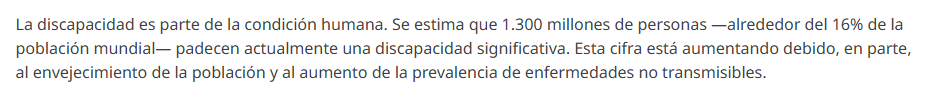 La discapacidad es parte de la condición humana. Se estima que 1.300 millones de personas —alrededor del 16% de la
población mundial— padecen actualmente una discapacidad significativa. Esta cifra está aumentando debido, en parte,
al envejecimiento de la población y al aumento de la prevalencia de enfermedades no transmisibles.